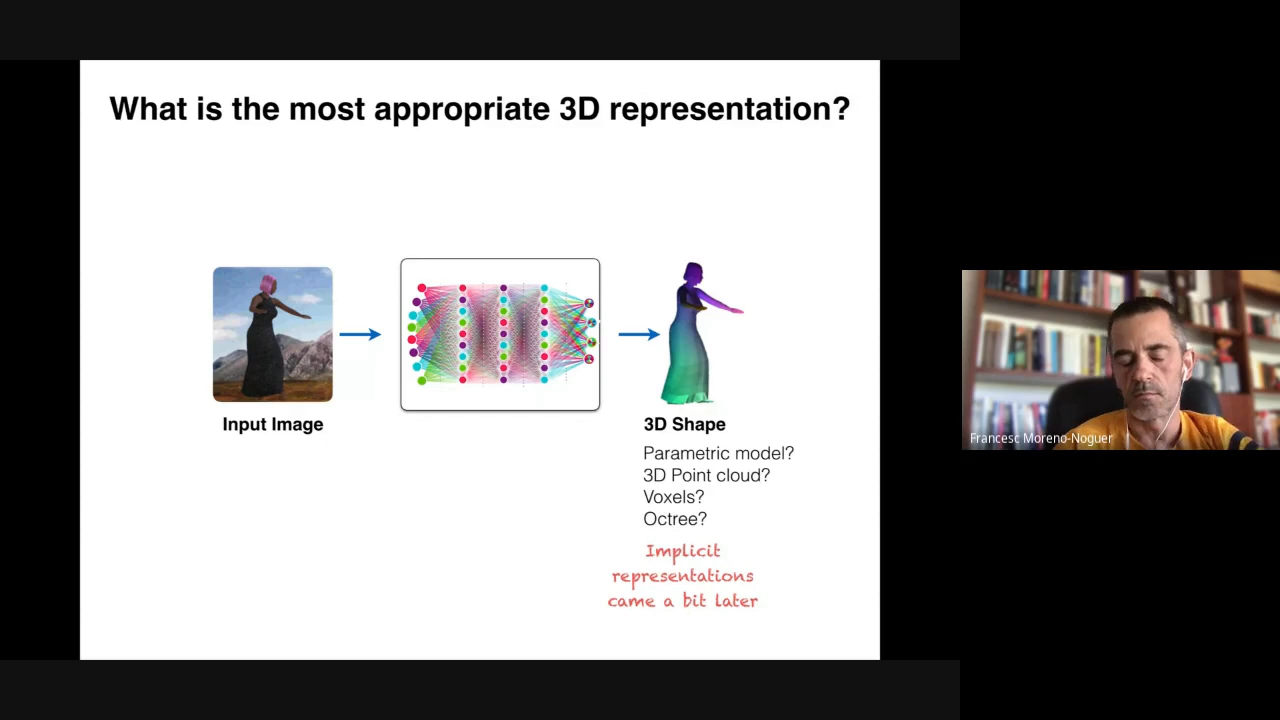 What is the most appropriate 3D representation?
Input Image
3D Shape
Parametric model?
3D Point cloud?
Voxels?
Octree?
Implicit
representations
came a bit later
Francesc Moreno-Noguer